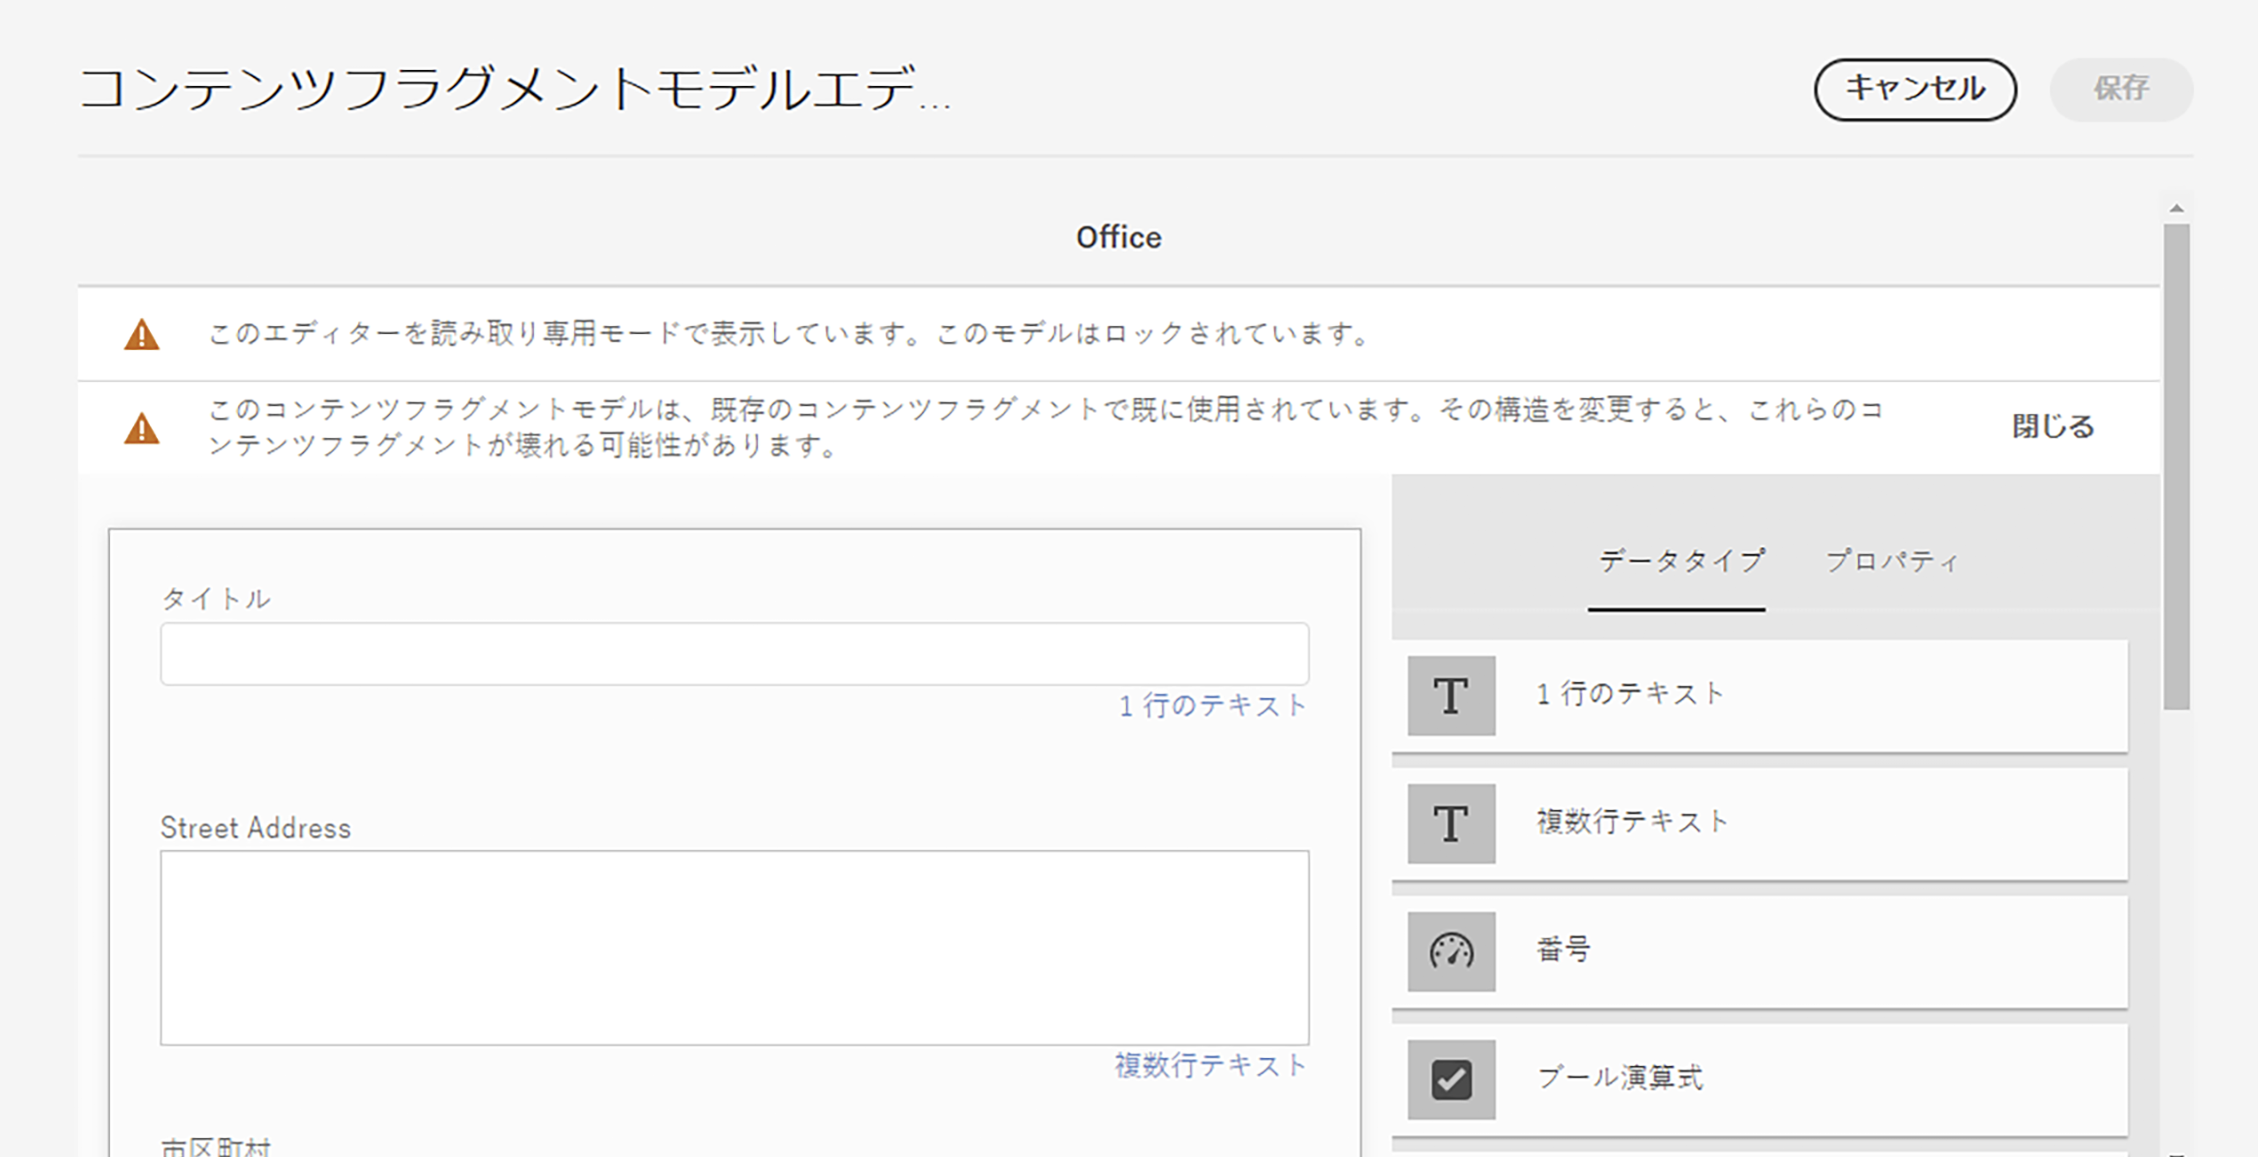 コンテンツフラグメントモデルエデ...
キャンセル
保存
Office
このエディターを読み取り専用モードで表示しています。このモデルはロックされています。
このコンテンツフラグメントモデルは、既存のコンテンツフラグメントで既に使用されています。その構造を変更すると、これらのコ
ンテンツフラグメントが壊れる可能性があります。
閉じる
タイトル
1 行のテキスト
Street Address
複数行テキスト
市区町村
データタイプ
プロパティ
1 行のテキスト
複数行テキスト
番号
ブール演算式